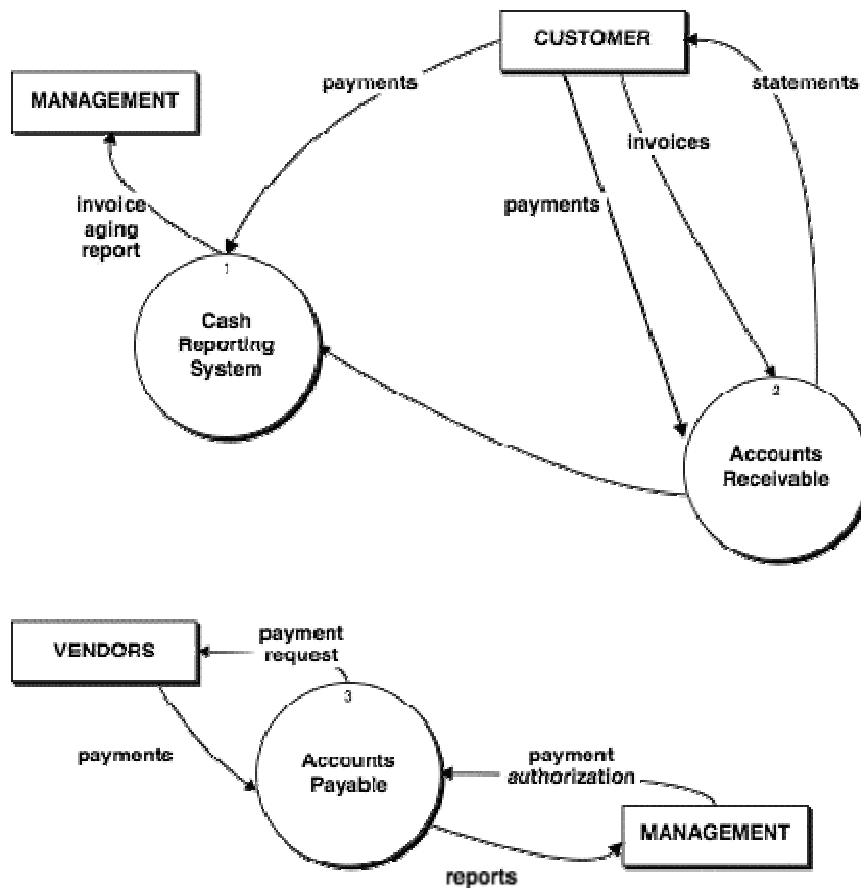 CUSTOMER
payments
statements
MANAGEMENT
invoices
payments
invoice
aging
report
1
Cash
Reporting
System
2
Accounts
Receivable
VENDORS
payment
request
3
payments
Accounts
Payable
payment
authorization
MANAGEMENT
reports